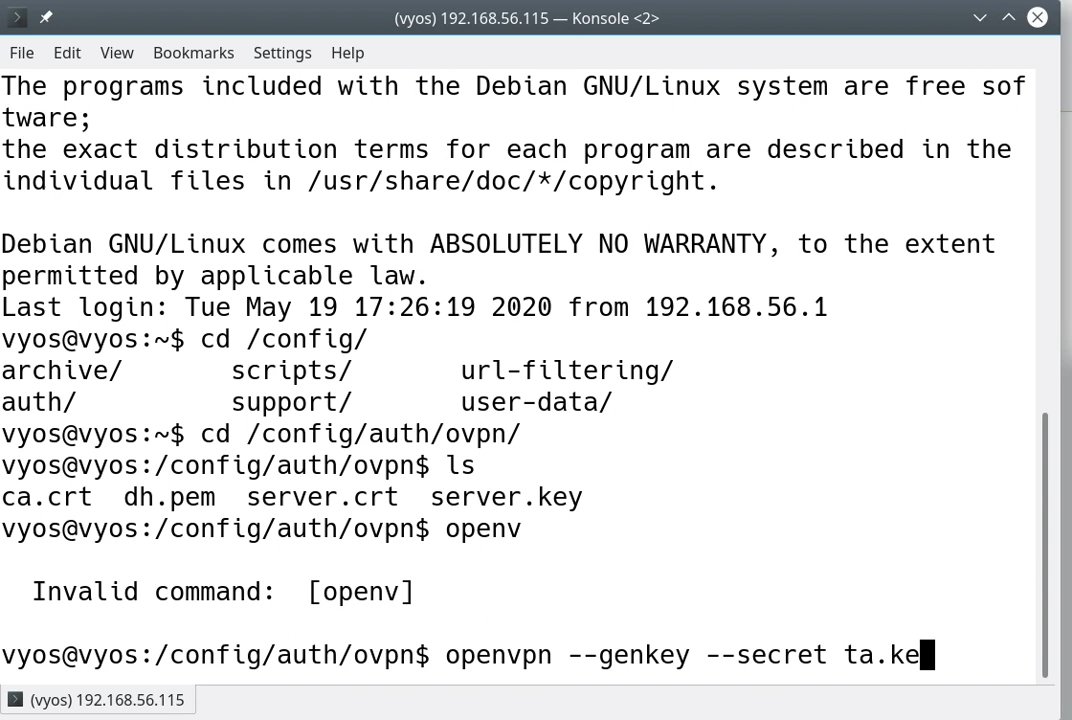 (vyos) 192.168.56.115 — Konsole <2>
File Edit View Bookmarks Settings Help
The programs included with the Debian GNU/Linux system are free sof
tware;
the exact distribution terms for each program are described in the
individual files in /usr/share/doc/*/copyright.
Debian GNU/Linux comes with ABSOLUTELY NO WARRANTY, to the extent
permitted by applicable law.
Last login: Tue May 19 17:26:19 2020 from 192.168.56.1
vyos@vyos:~$ cd /config/
archive/ scripts/ url-filtering/
auth/ support/ user-data/
vyos@vyos:~$ cd /config/auth/ovpn/
vyos@vyos:/config/auth/ovpn$ ls
ca.crt dh.pem server.crt server.key
vyos@vyos:/config/auth/ovpn$ openv
Invalid command: [openv]
vyos@vyos:/config/auth/ovpn$ openvpn --genkey --secret ta.ke
(vyos) 192.168.56.115